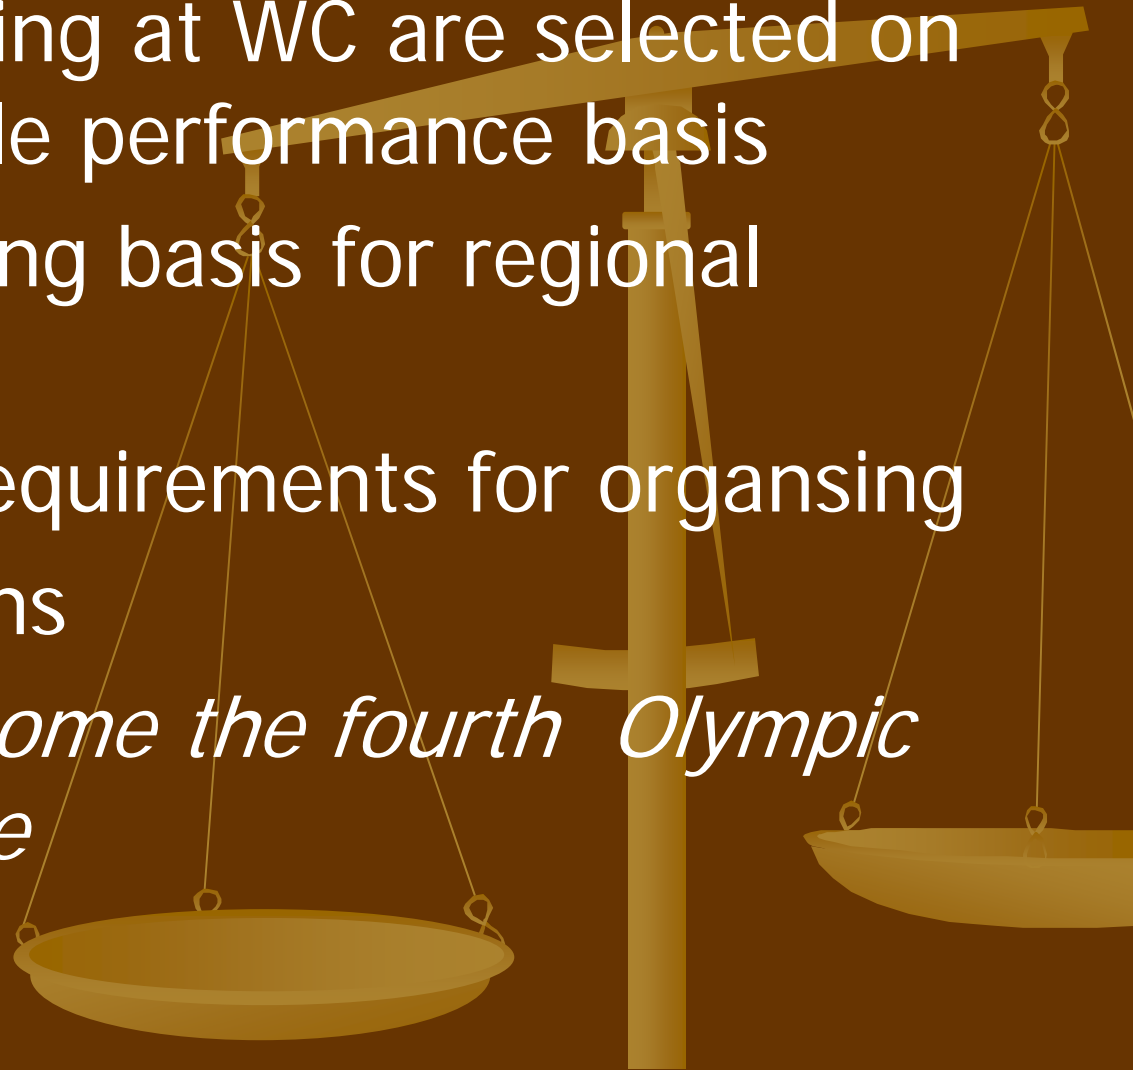 ing at WC are selected on
le performance basis
ng basis for regional
equirements for organsing
ns
ome the fourth Olympic
e